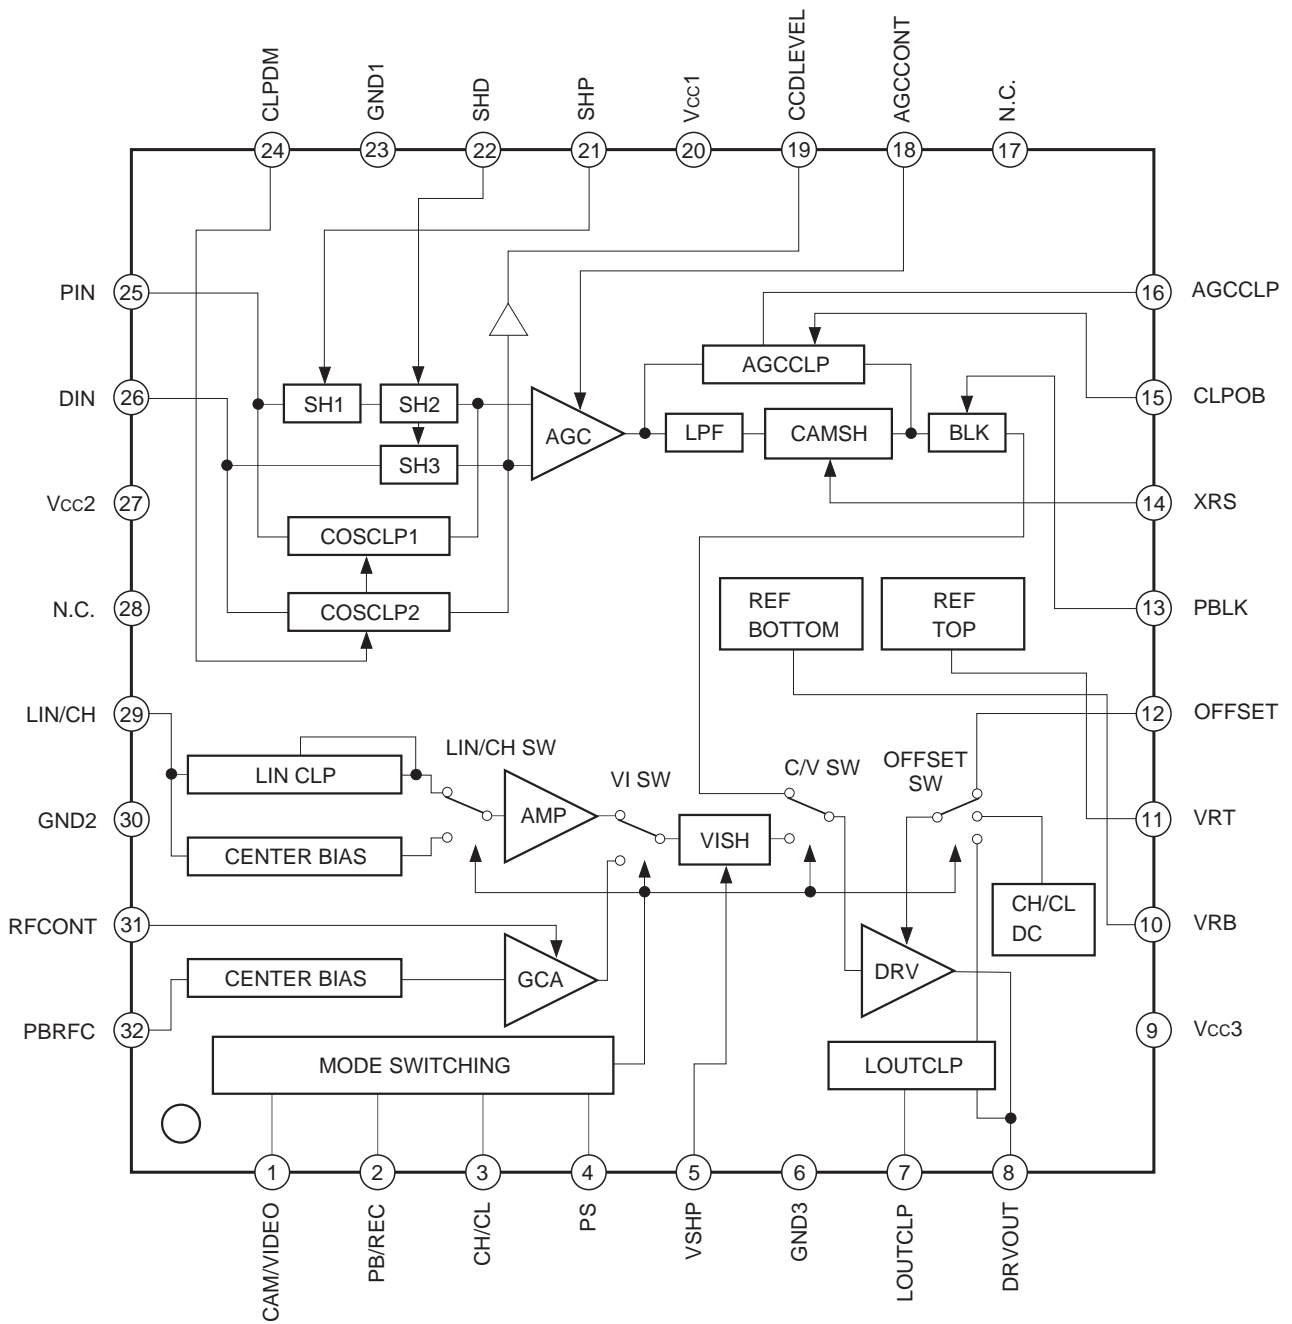 CLPDM
GND1
SHD
SHP
Vcc1
CCDLEVEL
AGCCONT
N.C.
24
23
22
21
20
19
18
17
PIN
25
16
AGCCLP
AGCCLP
DIN
26
SH1
SH2
AGC
LPF
CAMSH
BLK
15
CLPOB
SH3
Vcc2
27
14
XRS
COSCLP1
N.C.
28
COSCLP2
REF
BOTTOM
REF
TOP
13
PBLK
LIN/CH
29
12
OFFSET
LIN CLP
LIN/CH SW
VI SW
C/V SW
OFFSET
SW
GND2
30
AMP
VISH
11
VRT
CENTER BIAS
CH/CL
DC
RFCONT
31
10
VRB
CENTER BIAS
GCA
DRV
PBRFC
32
9
Vcc3
MODE SWITCHING
LOUTCLP
1
2
3
4
5
6
7
8
CAM/VIDEO
PB/REC
CH/CL
PS
VSHP
GND3
LOUTCLP
DRVOUT